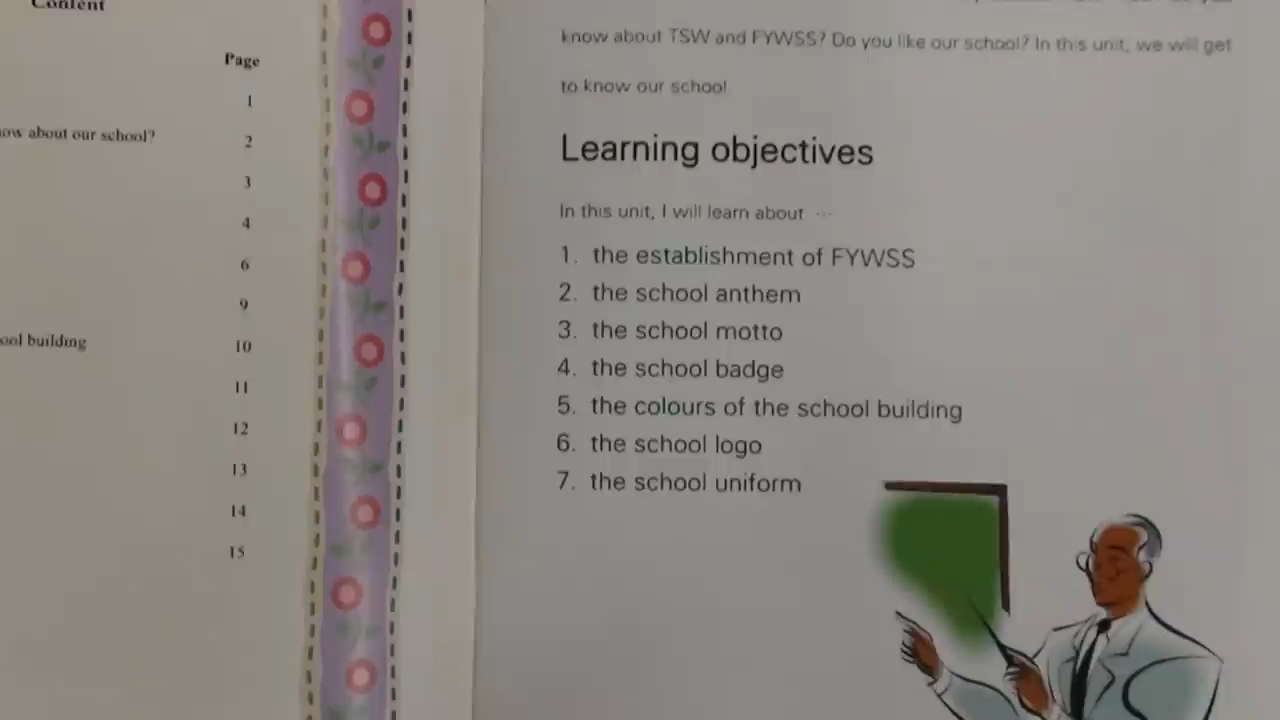 Content
Page
1
about our school?
2
3
4
6
9
building
10
11
12
13
14
15
know about TSW and FYWSS? Do you like our school? In this unit, we will get
to know our school.
Learning objectives
In this unit, I will learn about ...
1. the establishment of FYWSS
2. the school anthem
3. the school motto
4. the school badge
5. the colours of the school building
6. the school logo
7. the school uniform